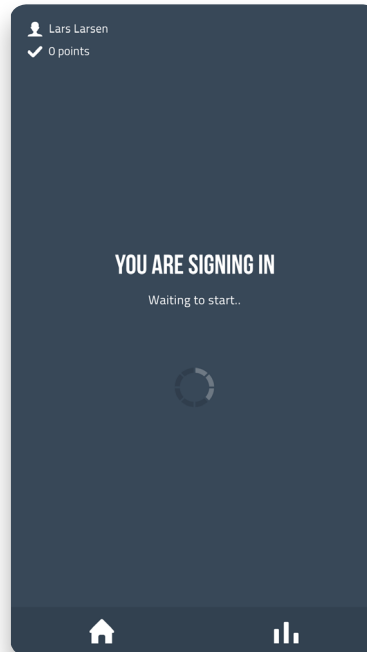 Lars Larsen
0 points
YOU ARE SIGNING IN
Waiting to start..